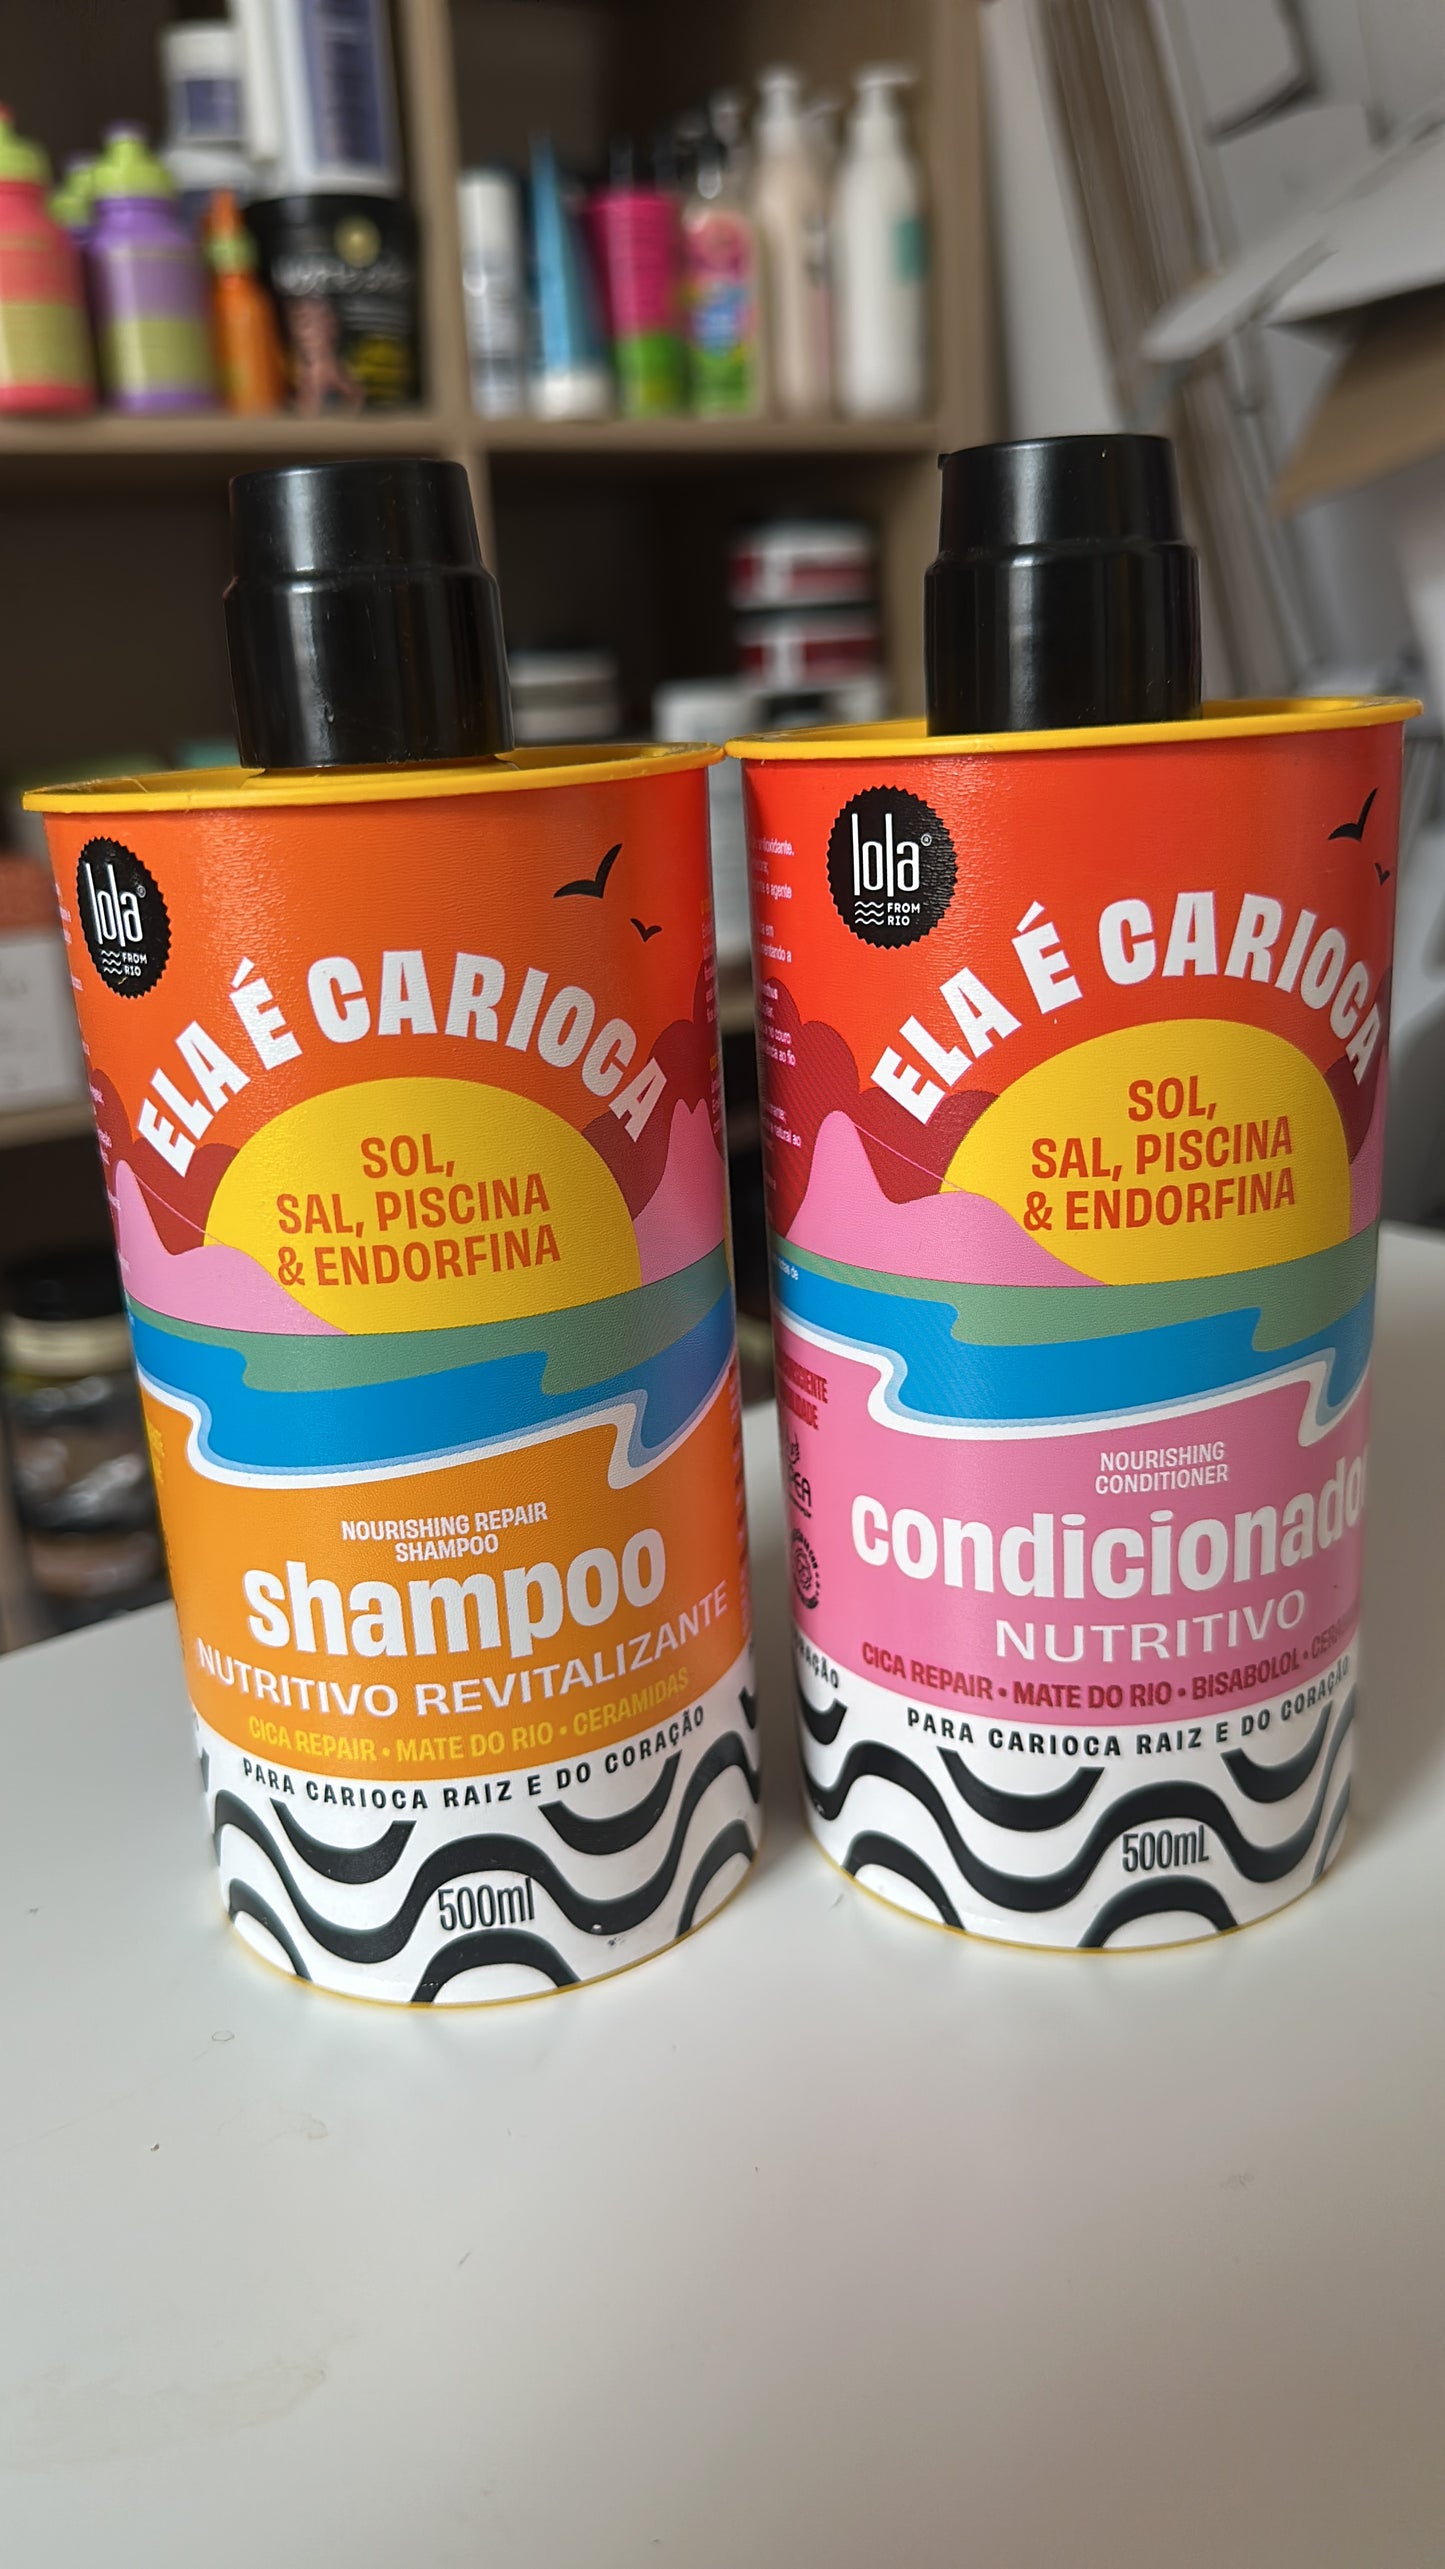 lola®
FROM
RIO
ELA É CARIOCA
SOL,
SAL, PISCINA
& ENDORFINA
NOURISHING REPAIR
SHAMPOO
shampoo
NUTRITIVO REVITALIZANTE
CICA REPAIR • MATE DO RIO • CERAMIDAS
PARA CARIOCA RAIZ E DO CORAÇÃO
500ml
lola®
FROM
RIO
ELA É CARIOCA
SOL,
SAL, PISCINA
& ENDORFINA
NOURISHING
CONDITIONER
condicionador
NUTRITIVO
CICA REPAIR • MATE DO RIO • BISABOLOL •
PARA CARIOCA RAIZ E DO CORAÇÃO
500mL